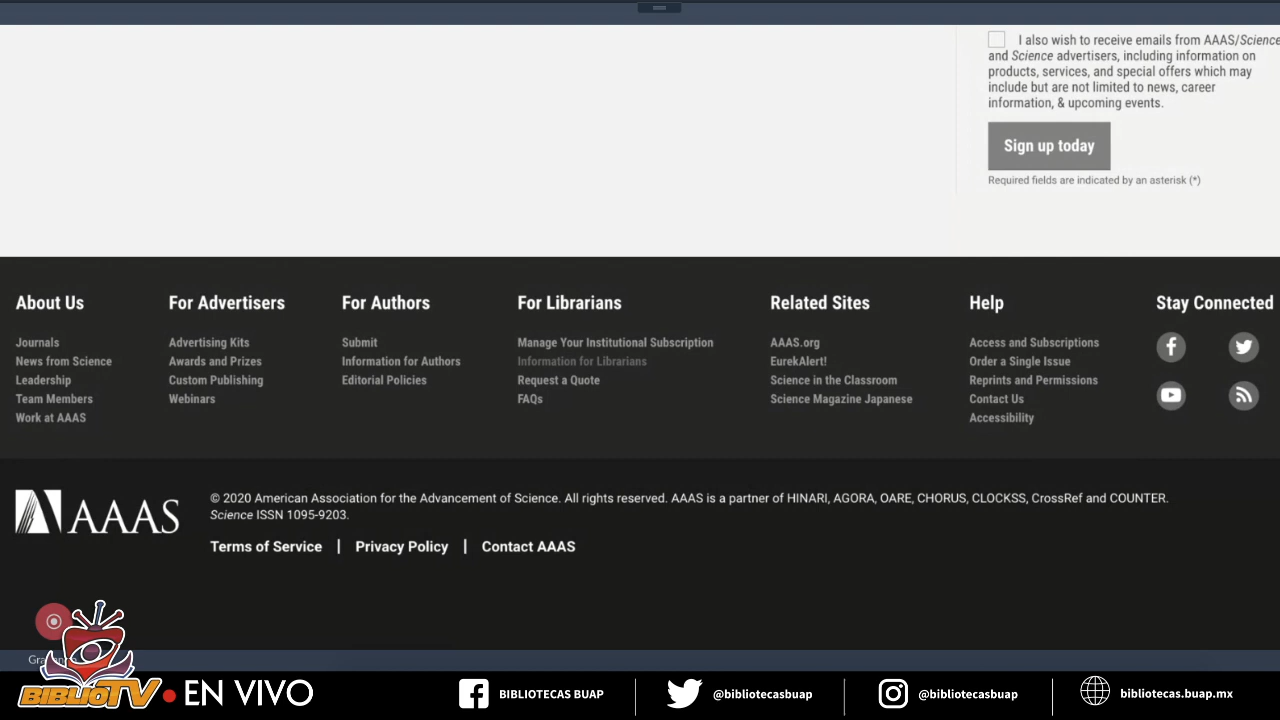 I also wish to receive emails from AAAS/Science
and Science advertisers, including information on
products, services, and special offers which may
include but are not limited to news, career
information, & upcoming events.
Sign up today
Required fields are indicated by an asterisk (*)
About Us
Journals
News from Science
Leadership
Team Members
Work at AAAS
For Advertisers
Advertising Kits
Awards and Prizes
Custom Publishing
Webinars
For Authors
Submit
Information for Authors
Editorial Policies
For Librarians
Manage Your Institutional Subscription
Information for Librarians
Request a Quote
FAQs
Related Sites
AAAS.org
EurekAlert!
Science in the Classroom
Science Magazine Japanese
Help
Access and Subscriptions
Order a Single Issue
Reprints and Permissions
Contact Us
Accessibility
Stay Connected
AAAS
© 2020 American Association for the Advancement of Science. All rights reserved. AAAS is a partner of HINARI, AGORA, OARE, CHORUS, CLOCKSS, CrossRef and COUNTER.
Science ISSN 1095-9203.
Terms of Service | Privacy Policy | Contact AAAS
BIBLIOTV EN VIVO
BIBLIOTECAS BUAP
@bibliotecasbuap
@bibliotecasbuap
bibliotecas.buap.mx